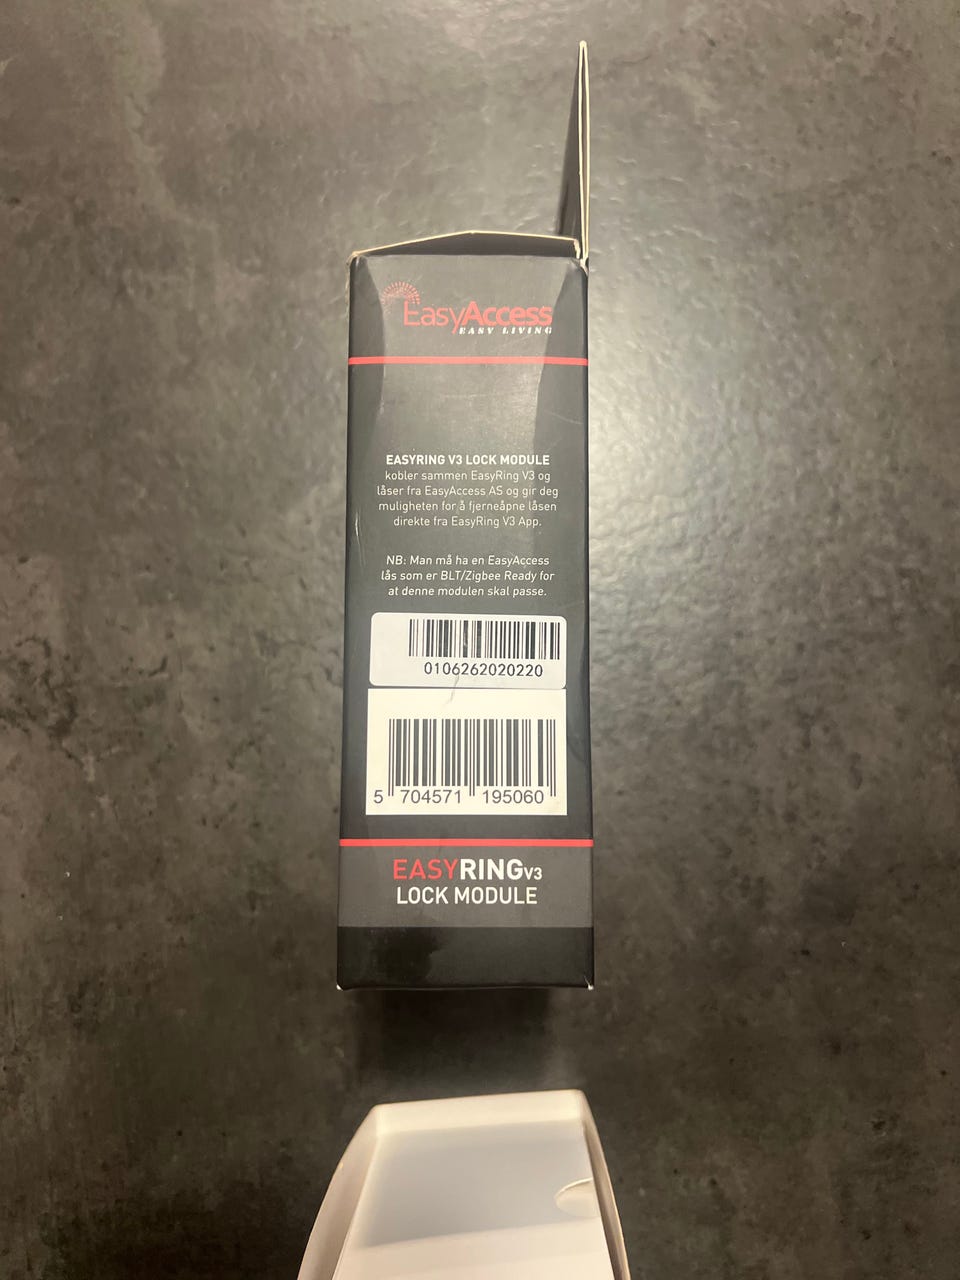 EasyAccess
EASY LIVING
EASYRING V3 LOCK MODULE
kobler sammen EasyRing V3 og
låser fra EasyAccess AS og gir deg
muligheten for å fjerneåpne låsen
direkte fra EasyRing V3 App.
NB: Man må ha en EasyAccess
lås som er BLT/Zigbee Ready for
at denne modulen skal passe.
0106262020220
5 704571 195060
EASYRINGV3
LOCK MODULE